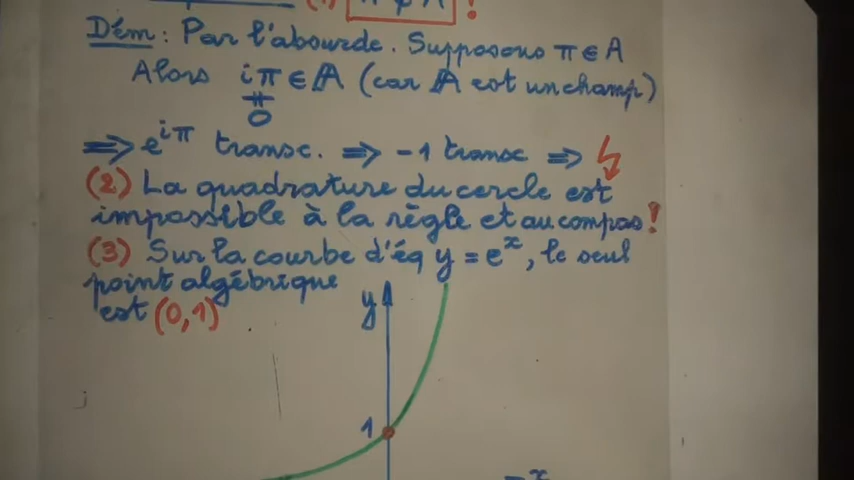 (1) π ∉ A !
Dém : Par l'abourde. Supposons π ∈ A
Alors iπ ∈ A (car A est un champ)
≠
0
⇒ e^{iπ} transc. ⇒ -1 transc ⇒ ↯
(2) La quadrature du cercle est
impossible à la règle et au compas !
(3) Sur la courbe d'éq y = e^x, le seul
point algébrique
est (0,1)
y
1